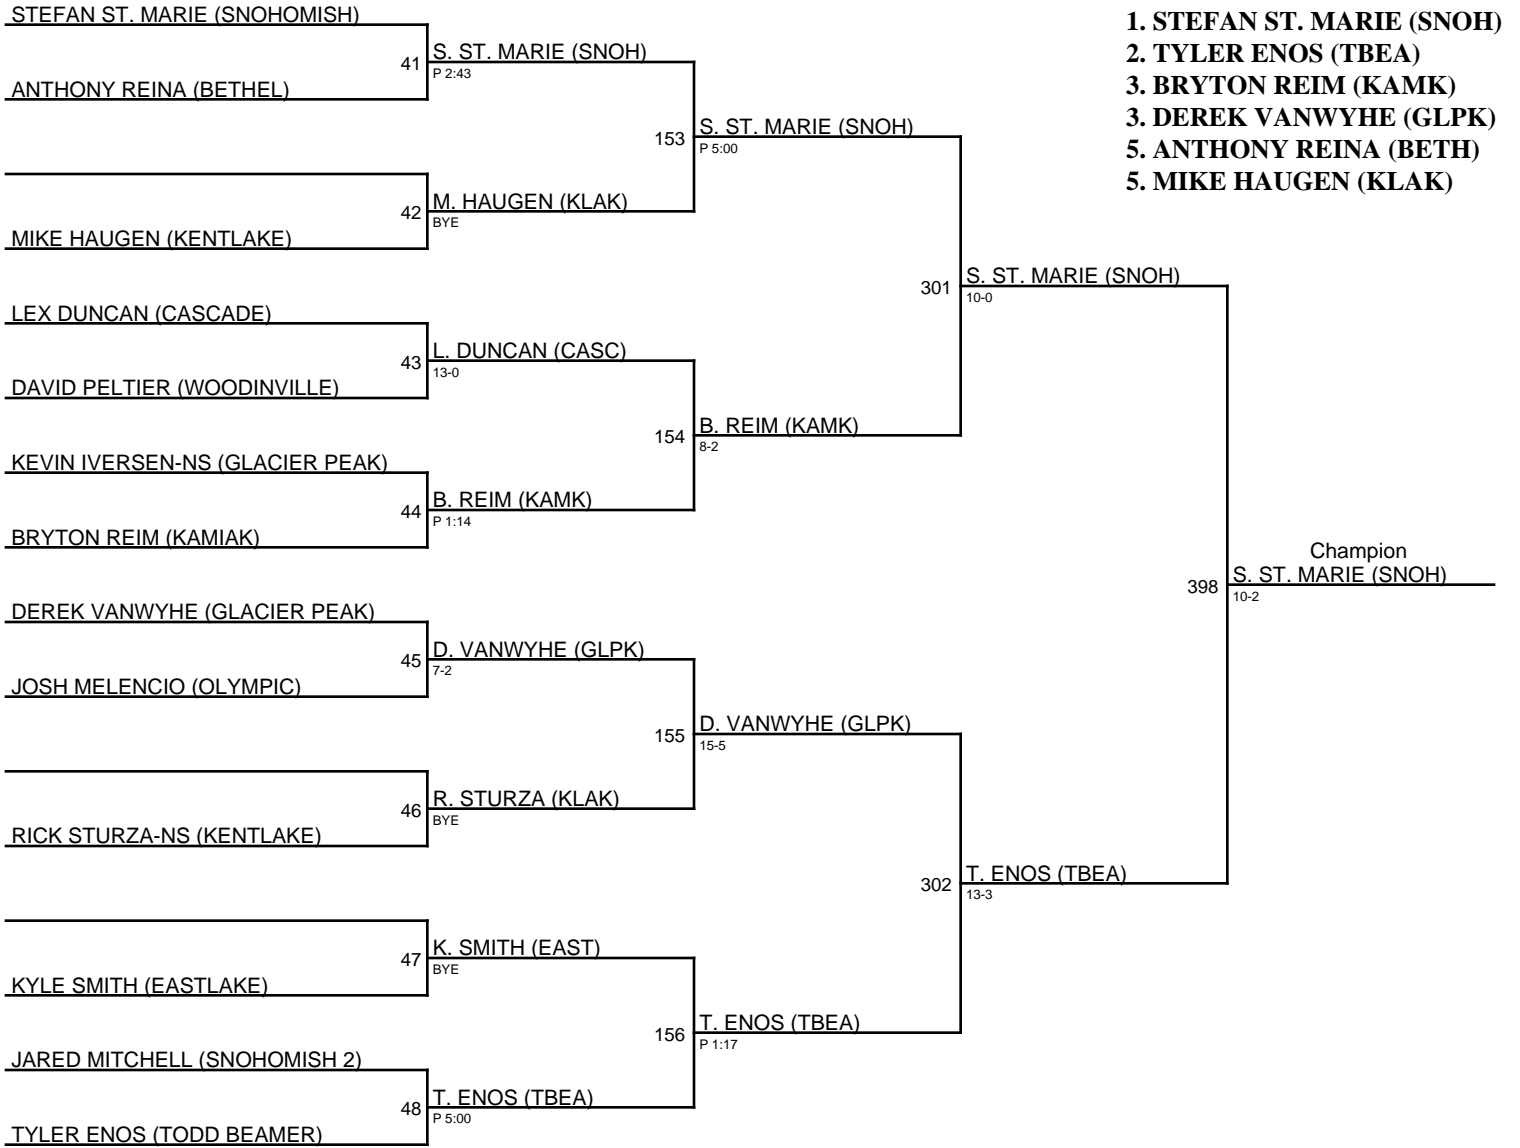 STEFAN ST. MARIE (SNOHOMISH)
41
S. ST. MARIE (SNOH)
P 2:43
ANTHONY REINA (BETHEL)
153
S. ST. MARIE (SNOH)
P 5:00
42
M. HAUGEN (KLAK)
BYE
MIKE HAUGEN (KENTLAKE)
301
S. ST. MARIE (SNOH)
10-0
LEX DUNCAN (CASCADE)
43
L. DUNCAN (CASC)
13-0
DAVID PELTIER (WOODINVILLE)
154
B. REIM (KAMK)
8-2
KEVIN IVERSEN-NS (GLACIER PEAK)
44
B. REIM (KAMK)
P 1:14
BRYTON REIM (KAMIAK)
398
Champion
S. ST. MARIE (SNOH)
10-2
DEREK VANWYHE (GLACIER PEAK)
45
D. VANWYHE (GLPK)
7-2
JOSH MELENCIO (OLYMPIC)
155
D. VANWYHE (GLPK)
15-5
46
R. STURZA (KLAK)
BYE
RICK STURZA-NS (KENTLAKE)
302
T. ENOS (TBEA)
13-3
47
K. SMITH (EAST)
BYE
KYLE SMITH (EASTLAKE)
156
T. ENOS (TBEA)
P 1:17
JARED MITCHELL (SNOHOMISH 2)
48
T. ENOS (TBEA)
P 5:00
TYLER ENOS (TODD BEAMER)
1. STEFAN ST. MARIE (SNOH)
2. TYLER ENOS (TBEA)
3. BRYTON REIM (KAMK)
3. DEREK VANWYHE (GLPK)
5. ANTHONY REINA (BETH)
5. MIKE HAUGEN (KLAK)